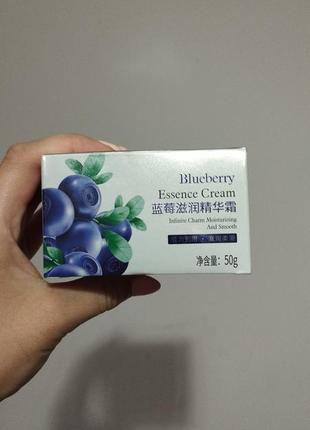 Blueberry
Essence Cream
蓝莓滋润精华霜
Infinite Charm Moisturizing
And Smooth
净含量: 50g